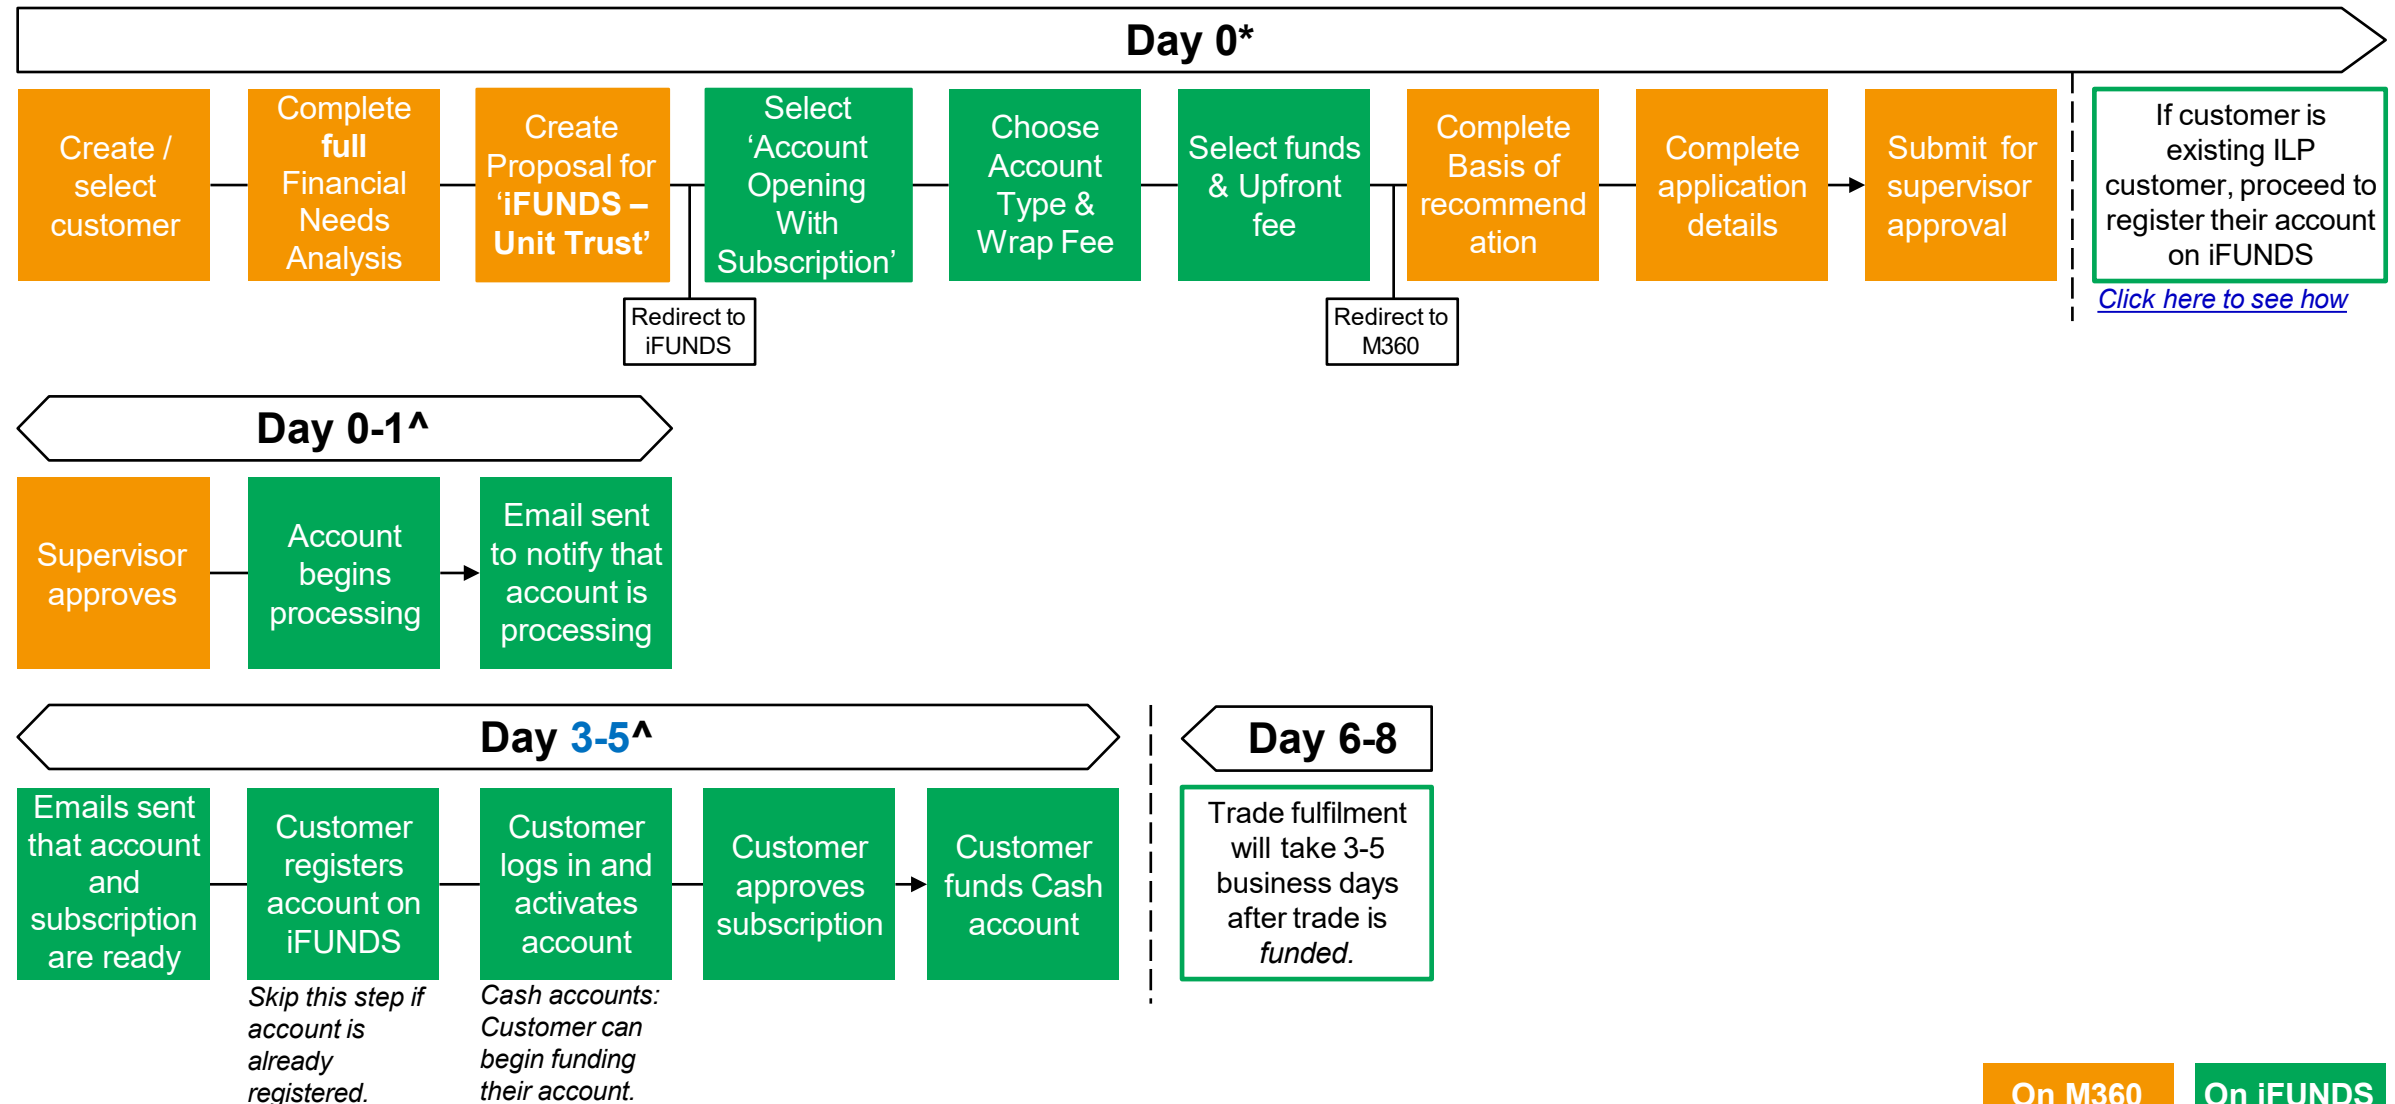 Day 0*
Create /
select
customer
Complete
full
Financial
Needs
Analysis
Create
Proposal for
‘iFUNDS –
Unit Trust’
Select
‘Account
Opening
With
Subscription’
Choose
Account
Type &
Wrap Fee
Select funds
& Upfront
fee
Complete
Basis of
recommend
ation
Complete
application
details
Submit for
supervisor
approval
If customer is
existing ILP
customer, proceed to
register their account
on iFUNDS
Click here to see how
Redirect to
iFUNDS
Redirect to
M360
Day 0-1^
Supervisor
approves
Account
begins
processing
Email sent
to notify that
account is
processing
Day 3-5^
Day 6-8
Emails sent
that account
and
subscription
are ready
Customer
registers
account on
iFUNDS
Customer
logs in and
activates
account
Customer
approves
subscription
Customer
funds Cash
account
Trade fulfilment
will take 3-5
business days
after trade is
funded.
Skip this step if
account is
already
registered.
Cash accounts:
Customer can
begin funding
their account.
On M360
On iFUNDS